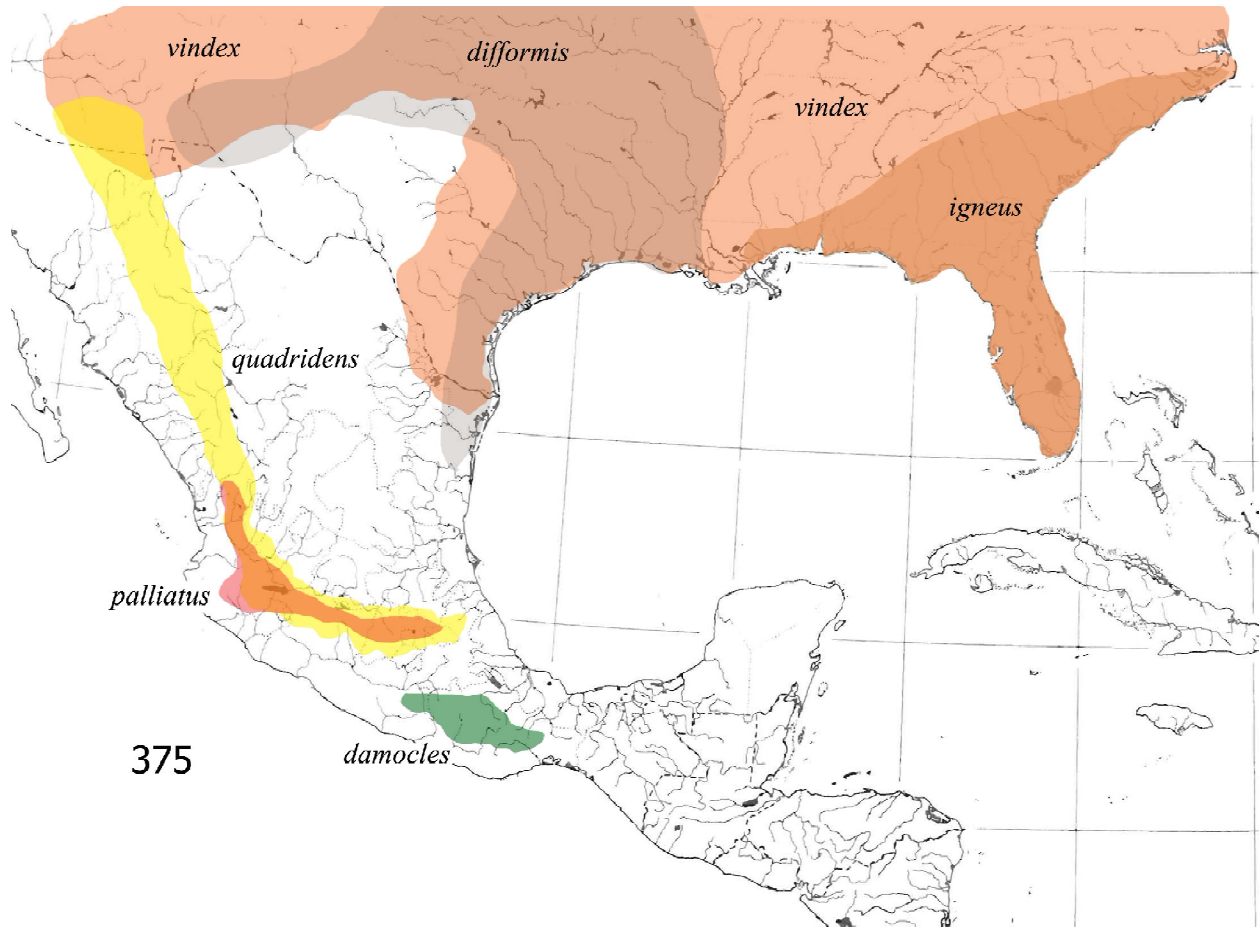 vindex
difformis
vindex
igneus
quadridens
palliatus
damocles
375